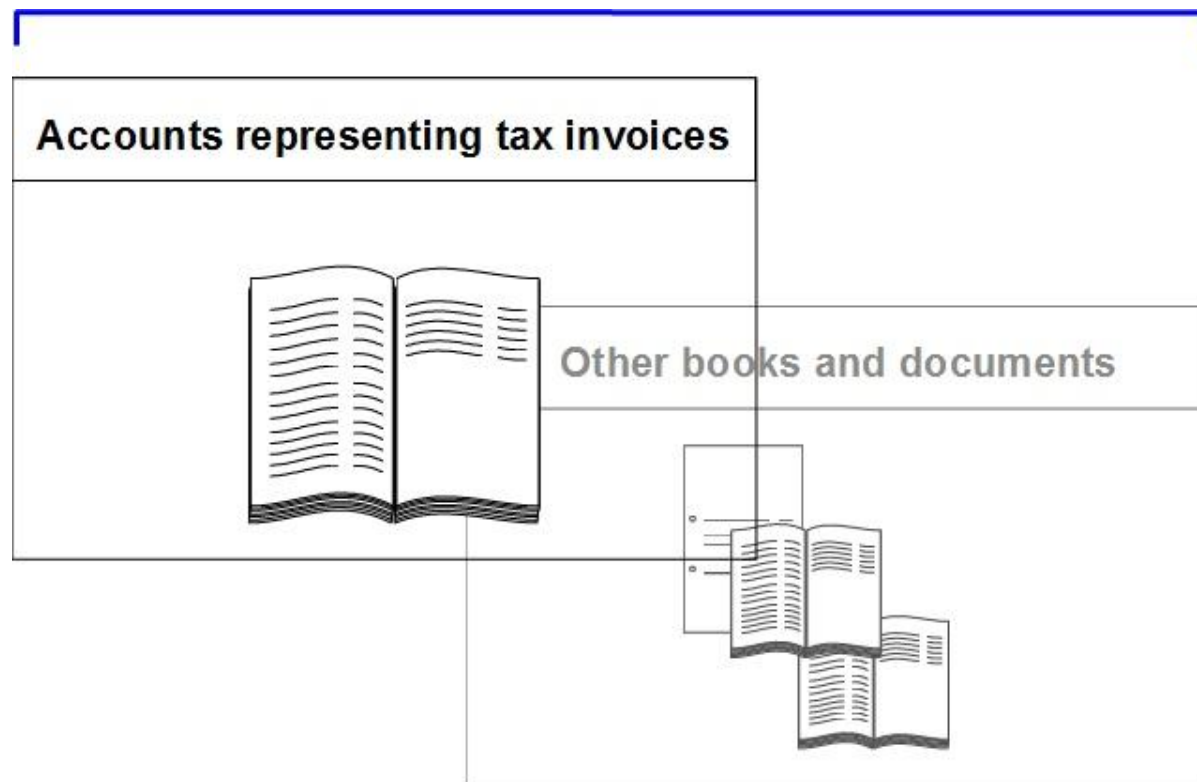 Accounts representing tax invoices
Other books and documents